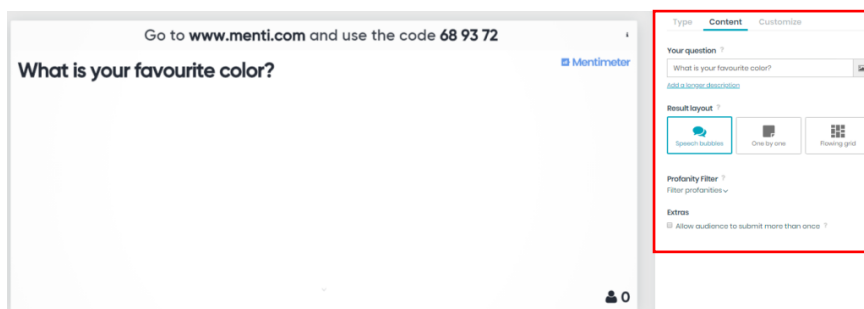 Go to www.menti.com and use the code 68 93 72
What is your favourite color?
Mentimeter
0
Type Content Customize
Your question ?
What is your favourite color?
Add a longer description
Result layout ?
Speech bubbles One by one Flowing grid
Profanity Filter ?
Filter profanities
Extras
Allow audience to submit more than once ?